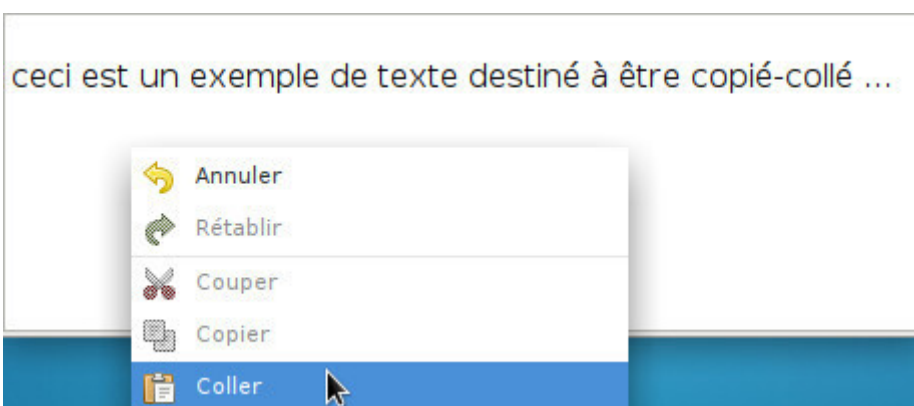 ceci est un exemple de texte destiné à être copié-collé ...
Annuler
Rétablir
Couper
Copier
Coller